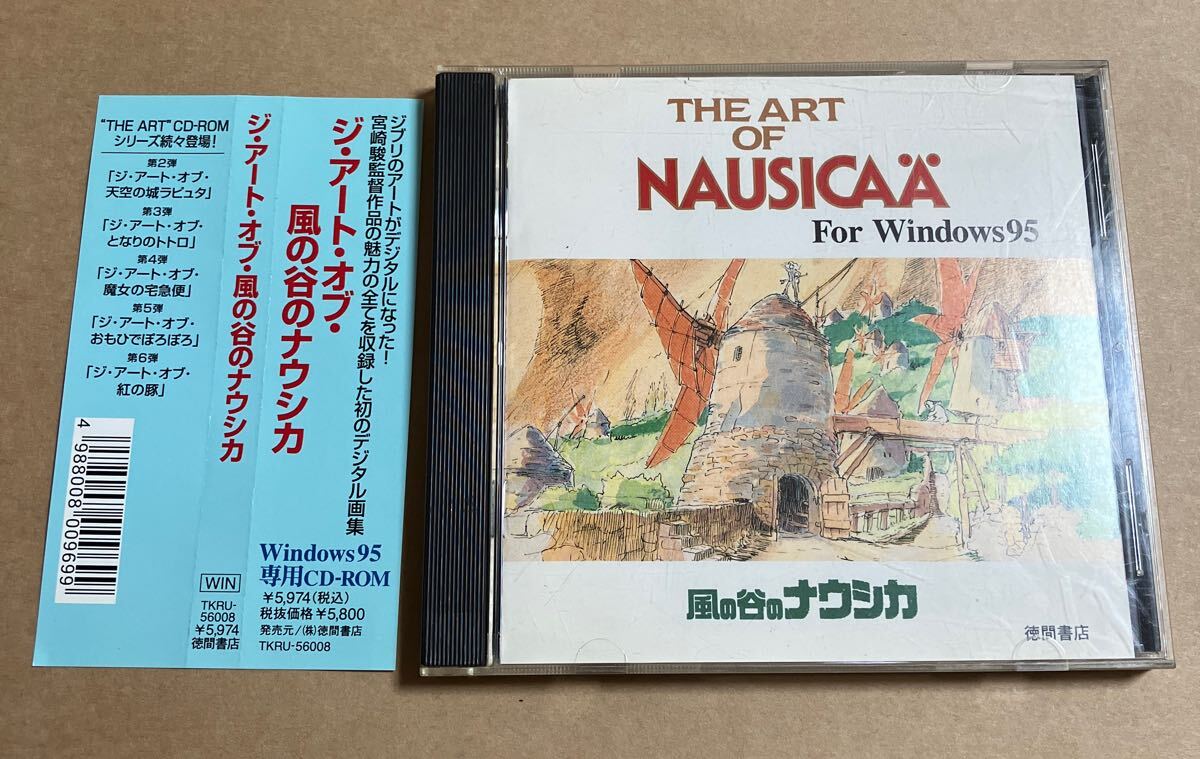 "THE ART" CD-ROM
シリーズ続々登場!
第2弾
「ジ・アート・オブ・
天空の城ラピュタ」
第3弾
「ジ・アート・オブ・
となりのトトロ」
第4弾
「ジ・アート・オブ・
魔女の宅急便」
第5弾
「ジ・アート・オブ・
おもひでぽろぽろ」
第6弾
「ジ・アート・オブ・
紅の豚」
4 988008 009699
ジ・アート・オブ・風の谷のナウシカ
WIN
TKRU-
56008
¥5,974
徳間書店
ジブリのアートがデジタルになった!
宮崎駿監督作品の魅力の全てを収録した初のデジタル画集
ジ・アート・オブ・
風の谷のナウシカ
Windows95
専用CD-ROM
¥5,974(税込)
税抜価格¥5,800
発売元/(株)徳間書店
TKRU-56008
THE ART
OF
NAUSICAÄ
For Windows95
風の谷のナウシカ
徳間書店